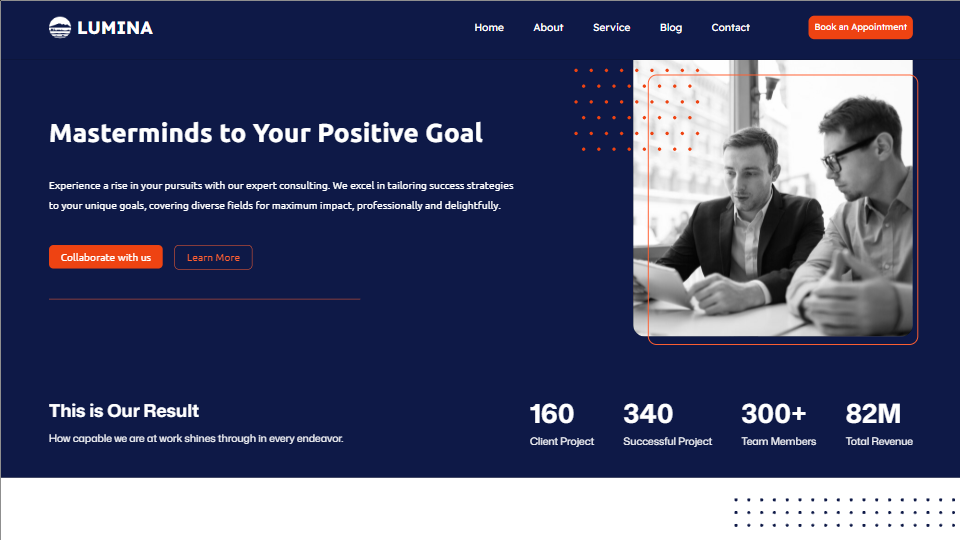 LUMINA
Home About Service Blog Contact
Book an Appointment
Masterminds to Your Positive Goal
Experience a rise in your pursuits with our expert consulting. We excel in tailoring success strategies
to your unique goals, covering diverse fields for maximum impact, professionally and delightfully.
Collaborate with us
Learn More
This is Our Result
How capable we are at work shines through in every endeavor.
160
Client Project
340
Successful Project
300+
Team Members
82M
Total Revenue